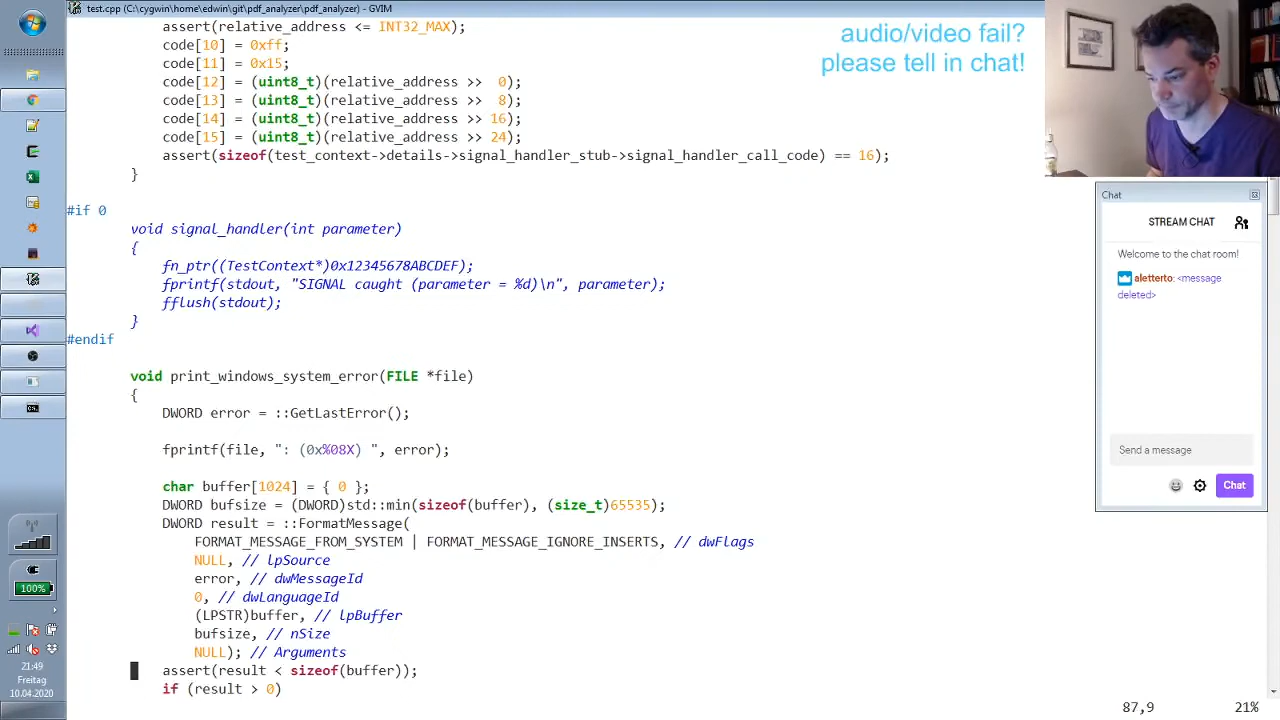 test.cpp (C:\cygwin\home\edwin\git\pdf_analyzer\pdf_analyzer) - GVIM
assert(relative_address <= INT32_MAX);
code[10] = 0xff;
code[11] = 0x15;
code[12] = (uint8_t)(relative_address >>  0);
code[13] = (uint8_t)(relative_address >>  8);
code[14] = (uint8_t)(relative_address >> 16);
code[15] = (uint8_t)(relative_address >> 24);
assert(sizeof(test_context->details->signal_handler_stub->signal_handler_call_code) == 16);
}
#if 0
void signal_handler(int parameter)
{
fn_ptr((TestContext*)0x12345678ABCDEF);
fprintf(stdout, "SIGNAL caught (parameter = %d)\n", parameter);
fflush(stdout);
}
#endif
void print_windows_system_error(FILE *file)
{
DWORD error = ::GetLastError();
fprintf(file, ": (0x%08X) ", error);
char buffer[1024] = { 0 };
DWORD bufsize = (DWORD)std::min(sizeof(buffer), (size_t)65535);
DWORD result = ::FormatMessage(
FORMAT_MESSAGE_FROM_SYSTEM | FORMAT_MESSAGE_IGNORE_INSERTS, // dwFlags
NULL, // lpSource
error, // dwMessageId
0, // dwLanguageId
(LPSTR)buffer, // lpBuffer
bufsize, // nSize
NULL); // Arguments
assert(result < sizeof(buffer));
if (result > 0)
87,9 21%
audio/video fail?
please tell in chat!
Chat
STREAM CHAT
Welcome to the chat room!
aletterto: <message
deleted>
Send a message
Chat
100%
21:49
Freitag
10.04.2020